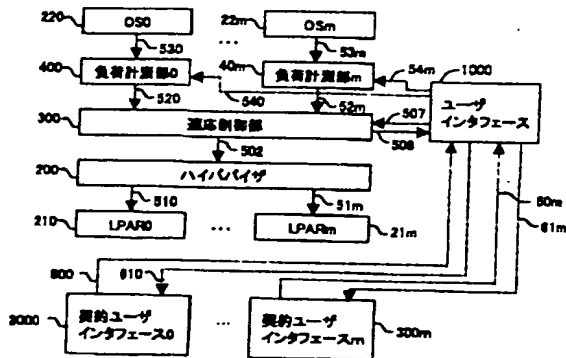 220 OS0 22m OSm
530 ... 53m
400 負荷計測部0 40m 負荷計測部m 54m 1000
520 540 52m 507 ユーザ
300 適応制御部 508 インタフェース
502
200 ハイパバイザ
510 51m 60m
210 LPAR0 ... LPARm 21m 61m
600 610
3000 契約ユーザ 契約ユーザ
インタフェース0 ... インタフェースm 300m